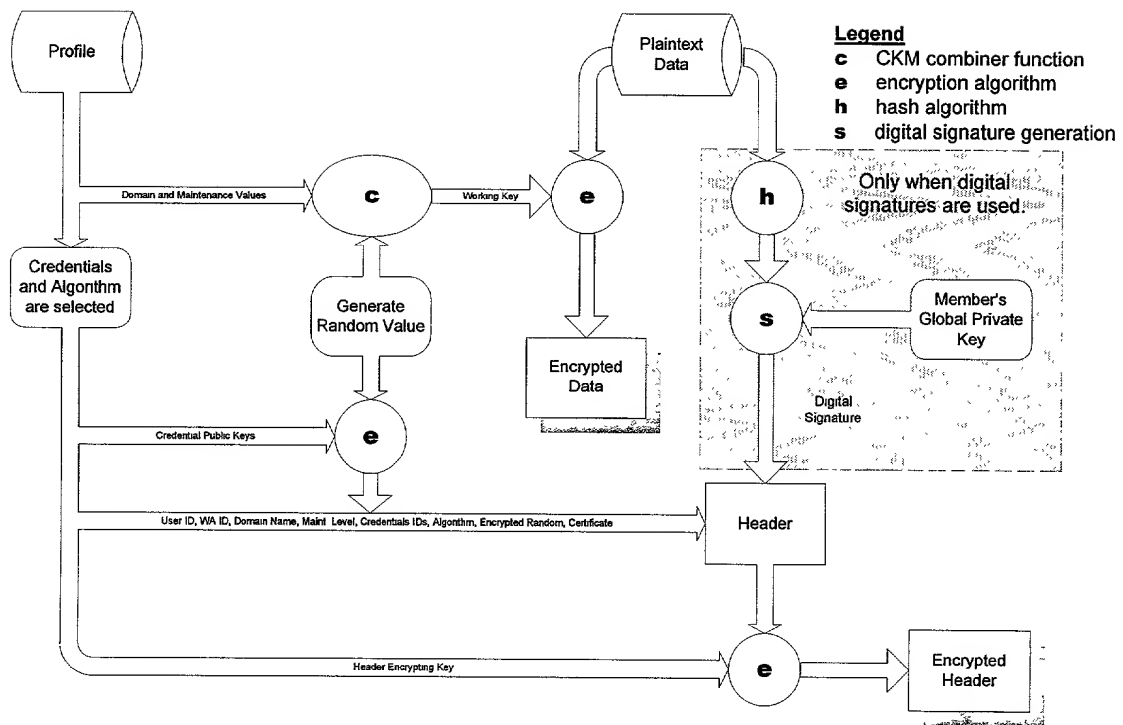 Profile
Plaintext
Data
Legend
c CKM combiner function
e encryption algorithm
h hash algorithm
s digital signature generation
Domain and Maintenance Values
c
Working Key
e
h
Only when digital
signatures are used.
Credentials
and Algorithm
are selected
Generate
Random Value
s
Member's
Global Private
Key
Encrypted
Data
Digital
Signature
Credential Public Keys
e
User ID, WA ID, Domain Name, Maint Level, Credentials IDs, Algorithm, Encrypted Random, Certificate
Header
Header Encrypting Key
e
Encrypted
Header